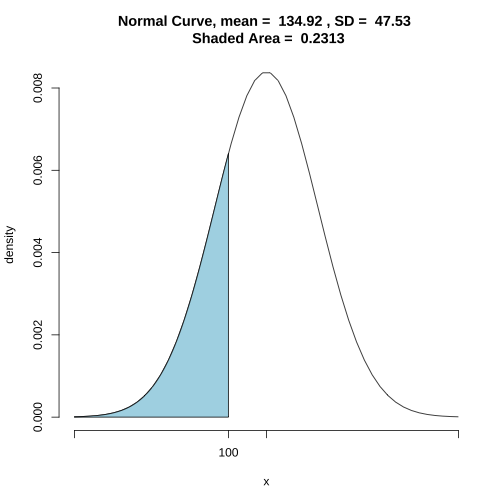 Normal Curve, mean =  134.92 , SD =  47.53
Shaded Area =  0.2313
0.008
0.006
density
0.004
0.002
0.000
100
x